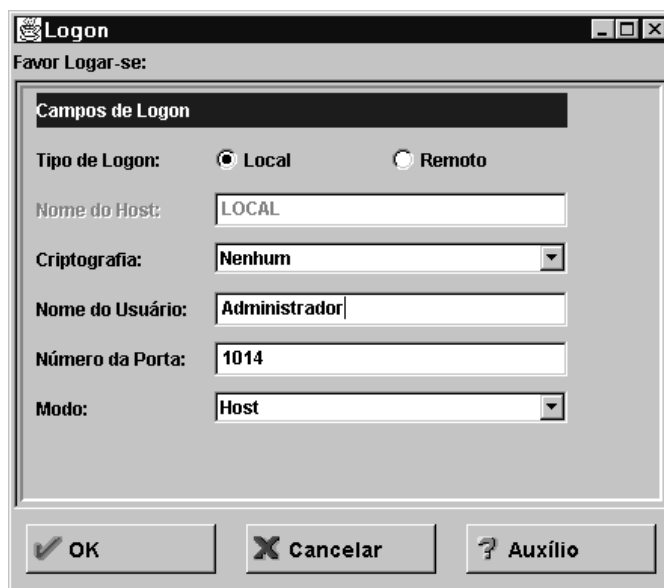 Logon
Favor Logar-se:
Campos de Logon
Tipo de Logon: Local Remoto
Nome do Host: LOCAL
Criptografia: Nenhum
Nome do Usuário: Administrador
Número da Porta: 1014
Modo: Host
OK Cancelar ? Auxílio